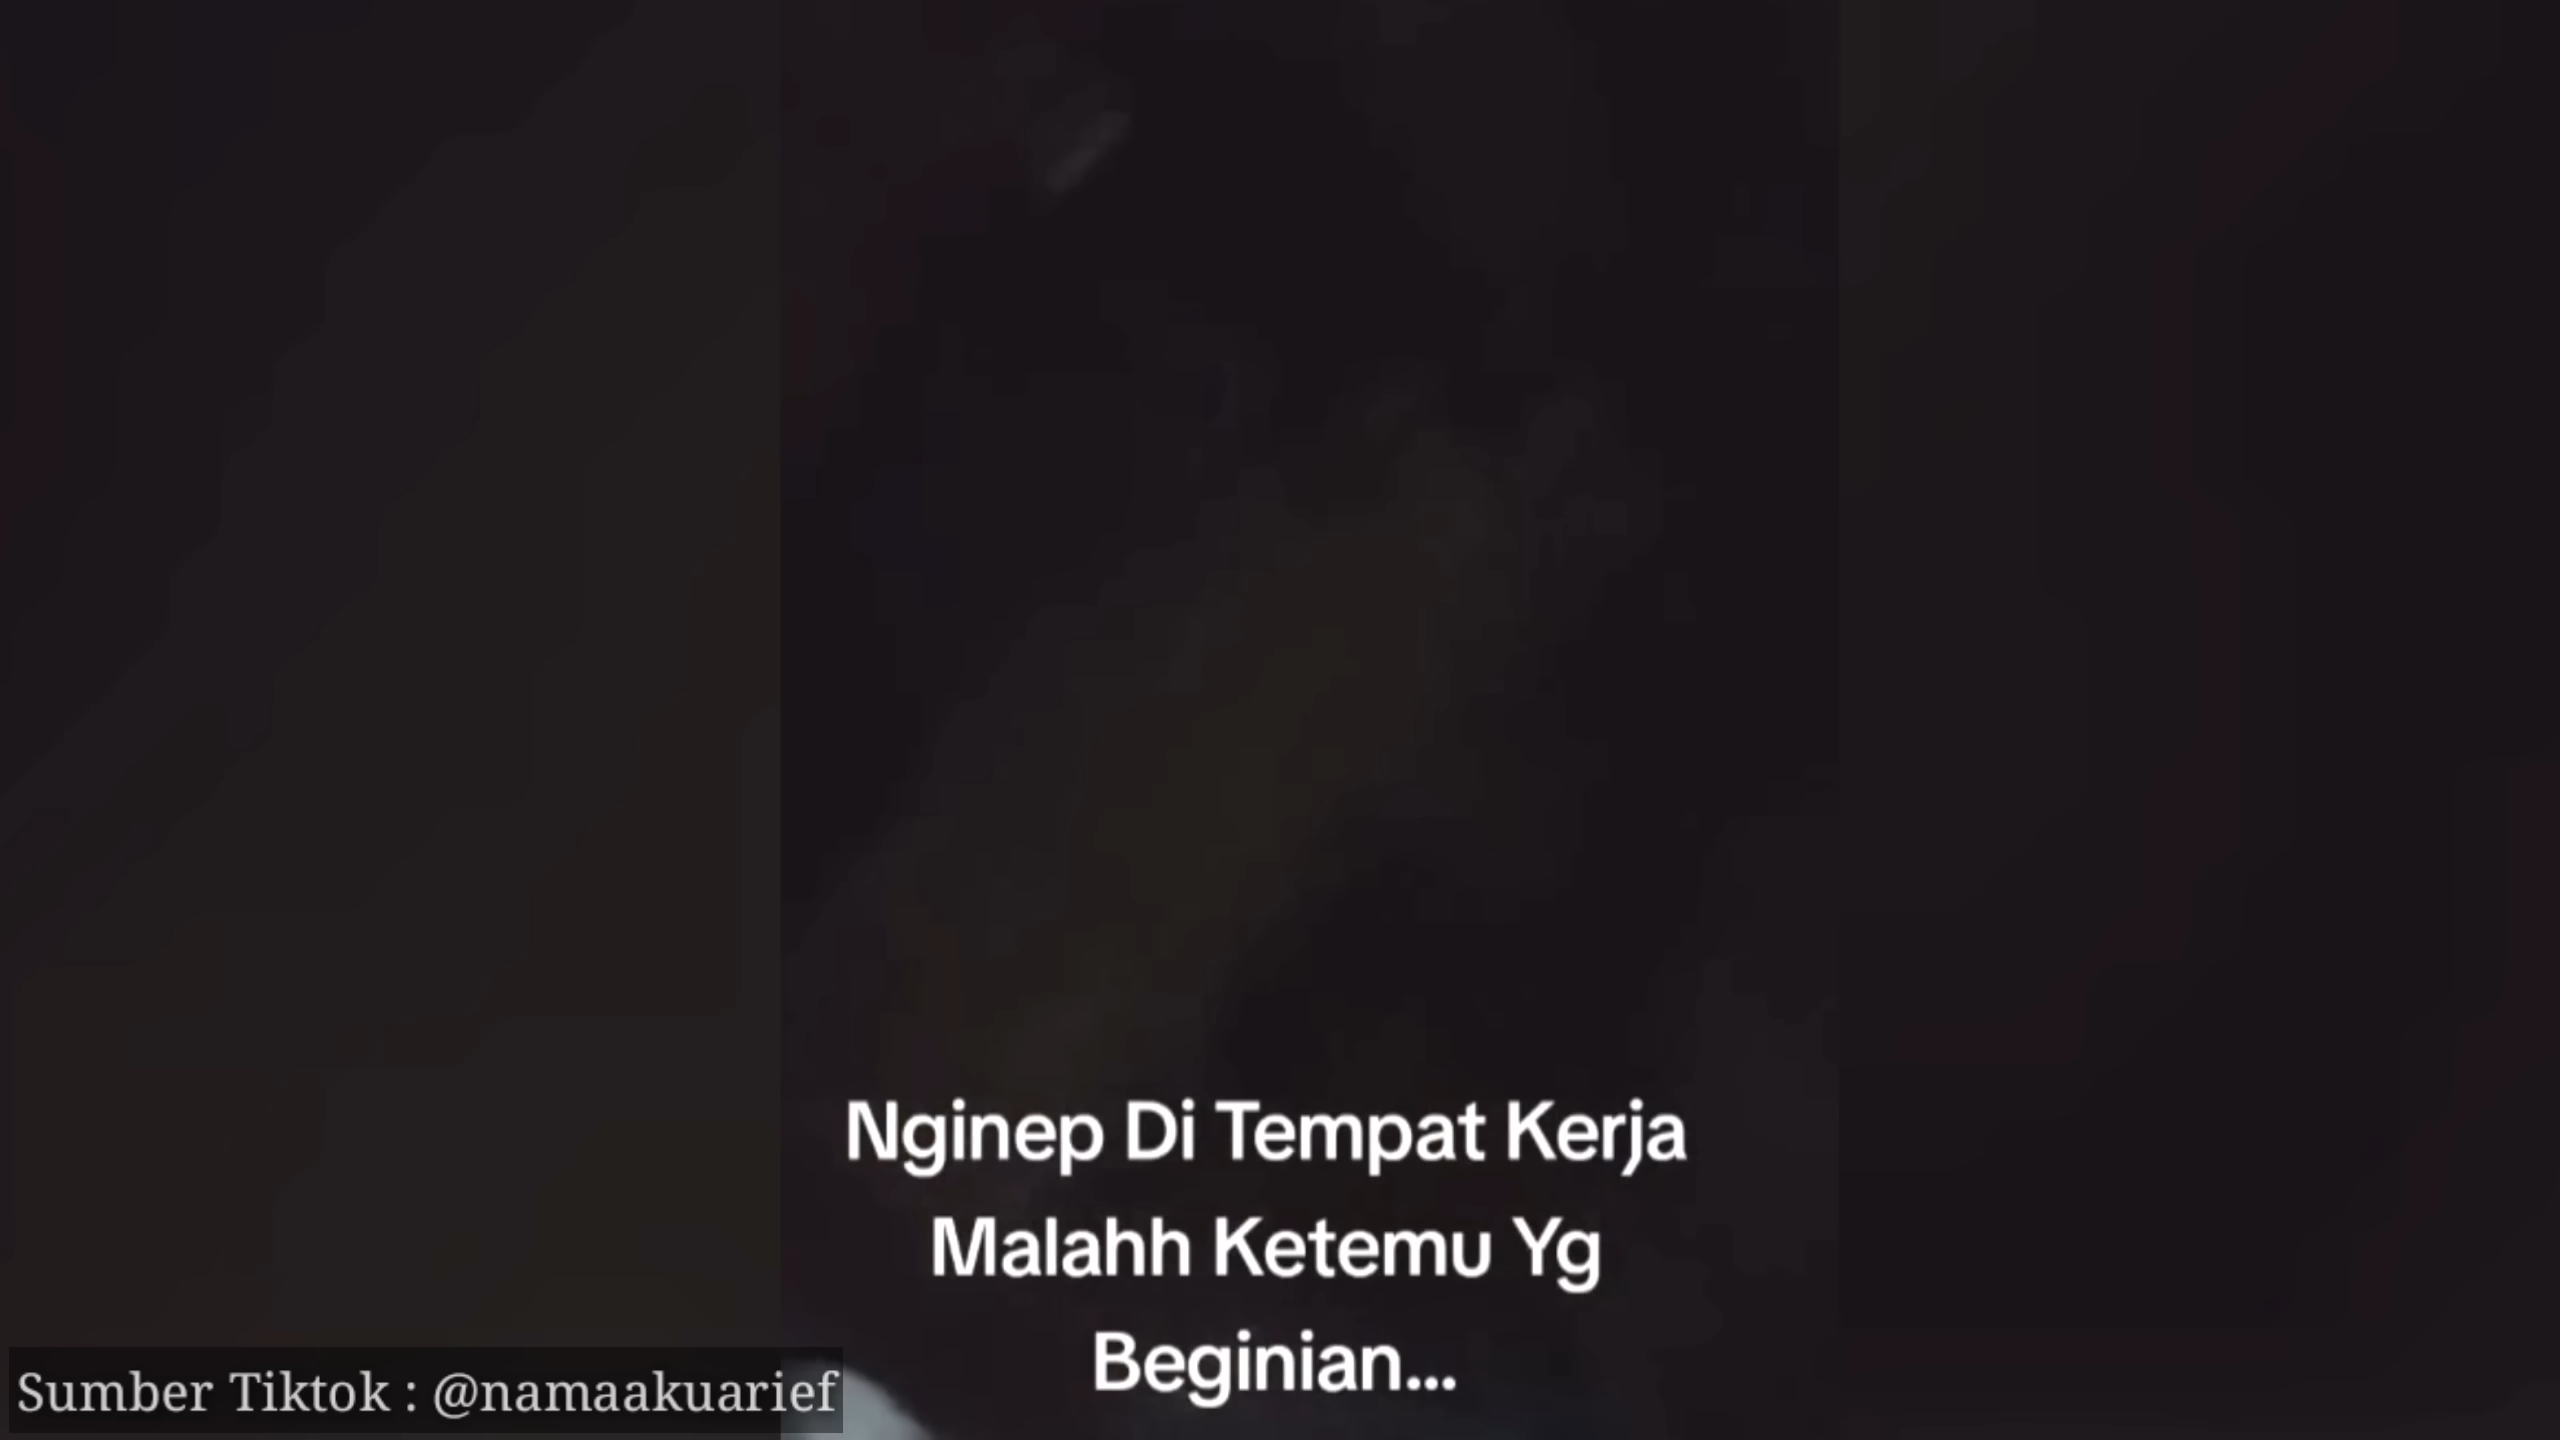 Nginep Di Tempat Kerja
Malahh Ketemu Yg
Beginian...
Sumber Tiktok : @namaakuarief